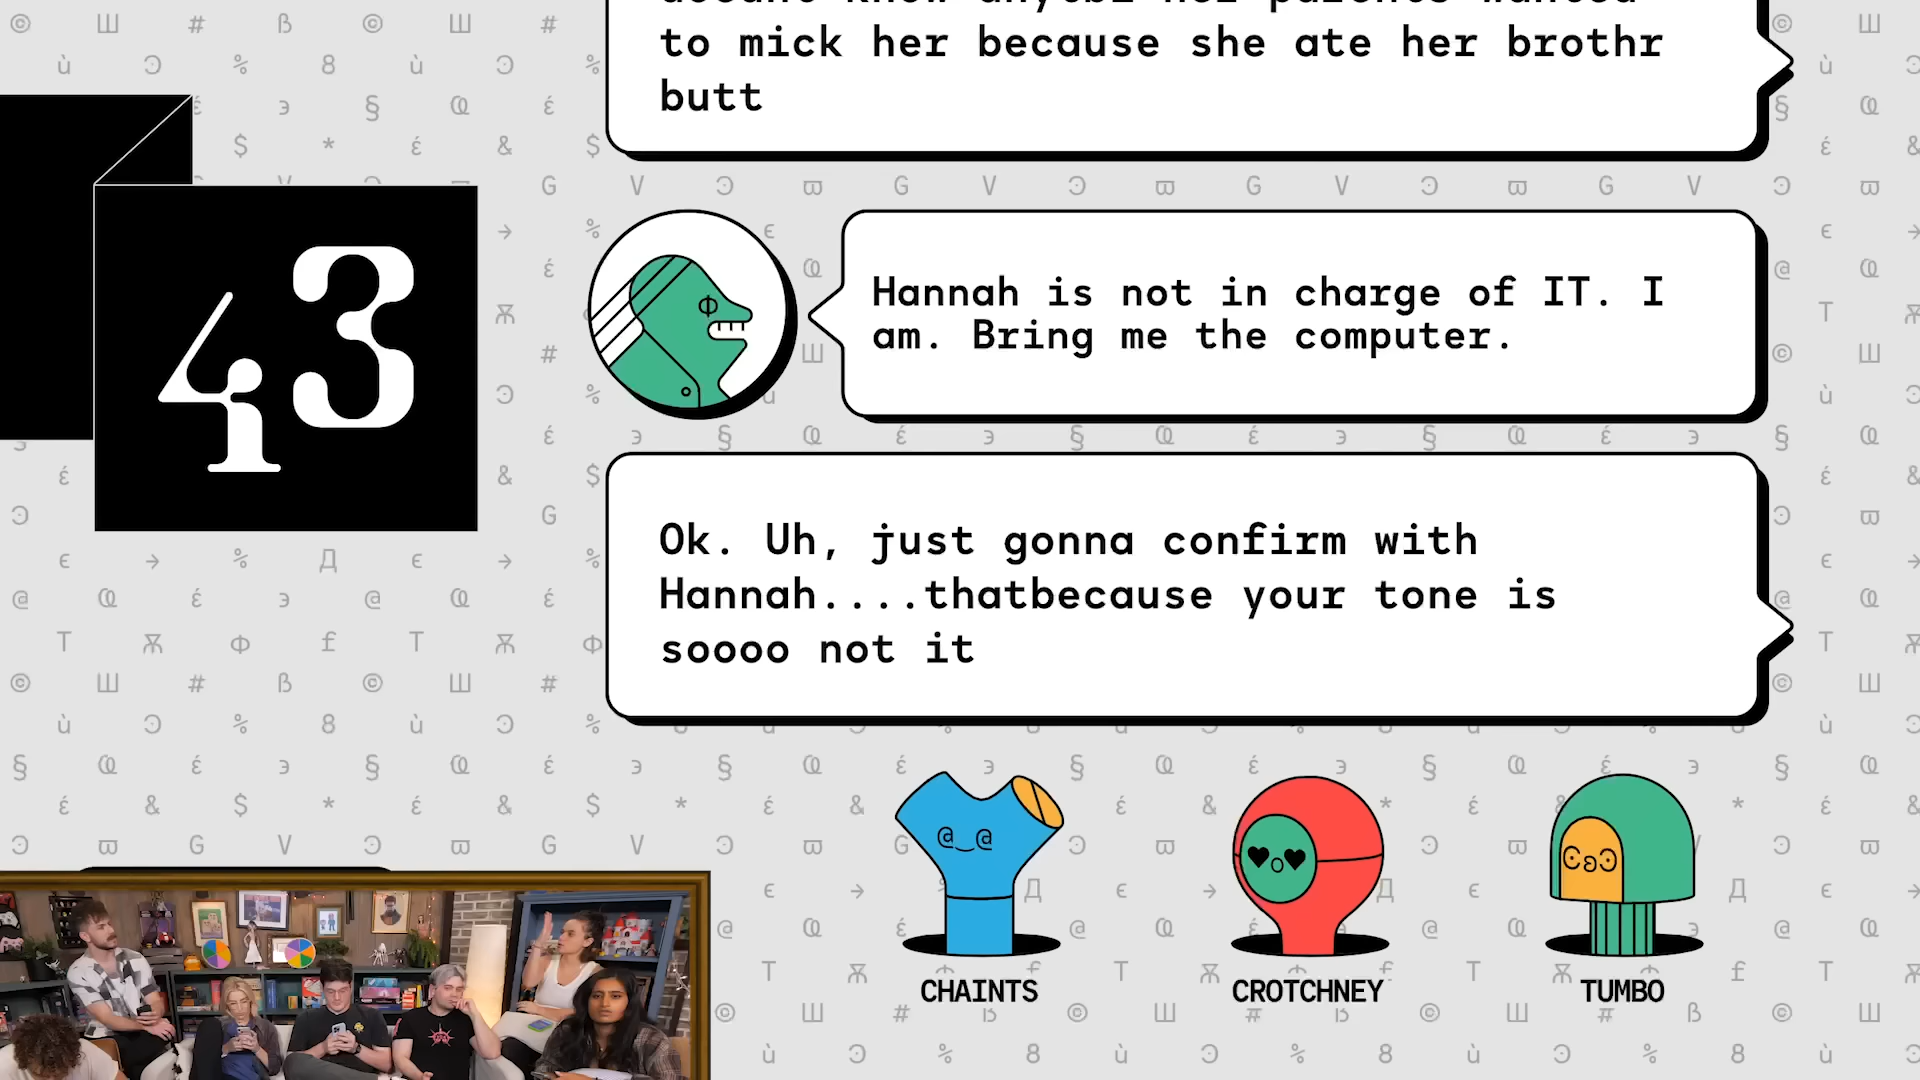 to mick her because she ate her brothr
butt
43
Hannah is not in charge of IT. I
am. Bring me the computer.
Ok. Uh, just gonna confirm with
Hannah....thatbecause your tone is
soooo not it
CHAINTS
CROTCHNEY
TUMBO